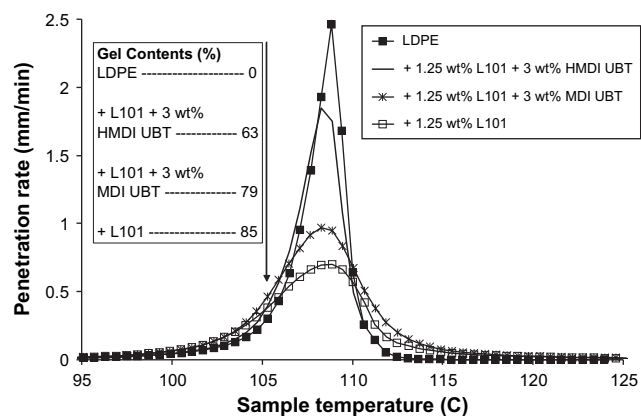 Penetration rate (mm/min)
2.5
2
1.5
1
0.5
0
Gel Contents (%)
LDPE ------------------- 0
+ L101 + 3 wt%
HMDI UBT------------- 63
+ L101 + 3 wt%
MDI UBT -------------- 79
+ L101 ---------------- 85
LDPE
+ 1.25 wt% L101 + 3% HMDI UBT
+ 1.25 wt% L101 + 3% MDI UBT
+ 1.25 wt% L101
95 100 105 110 115 120 125
Sample temperature (C)